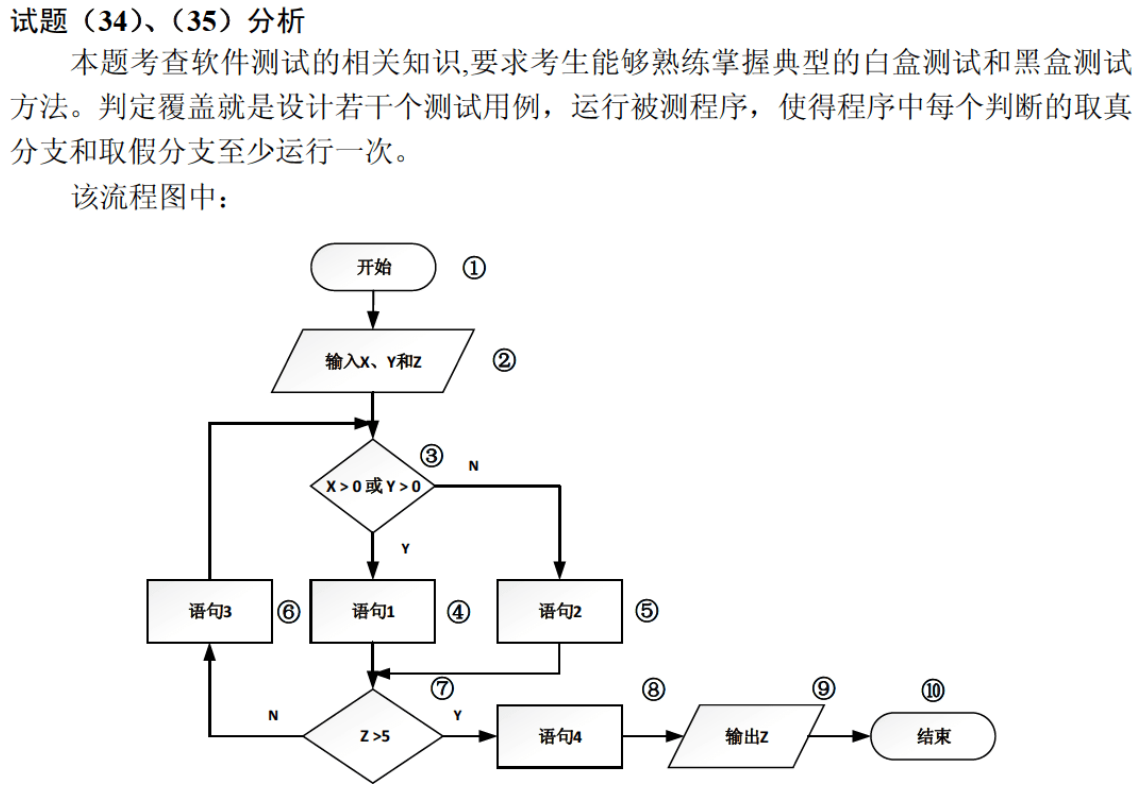 试题（34）、（35）分析
本题考查软件测试的相关知识,要求考生能够熟练掌握典型的白盒测试和黑盒测试
方法。判定覆盖就是设计若干个测试用例，运行被测程序，使得程序中每个判断的取真
分支和取假分支至少运行一次。
该流程图中：
开始 ①
输入X、Y和Z ②
③
N
X > 0 或 Y > 0
Y
语句3 ⑥ 语句1 ④ 语句2 ⑤
⑦ ⑧ ⑨ ⑩
N Y
Z >5 语句4 输出Z 结束